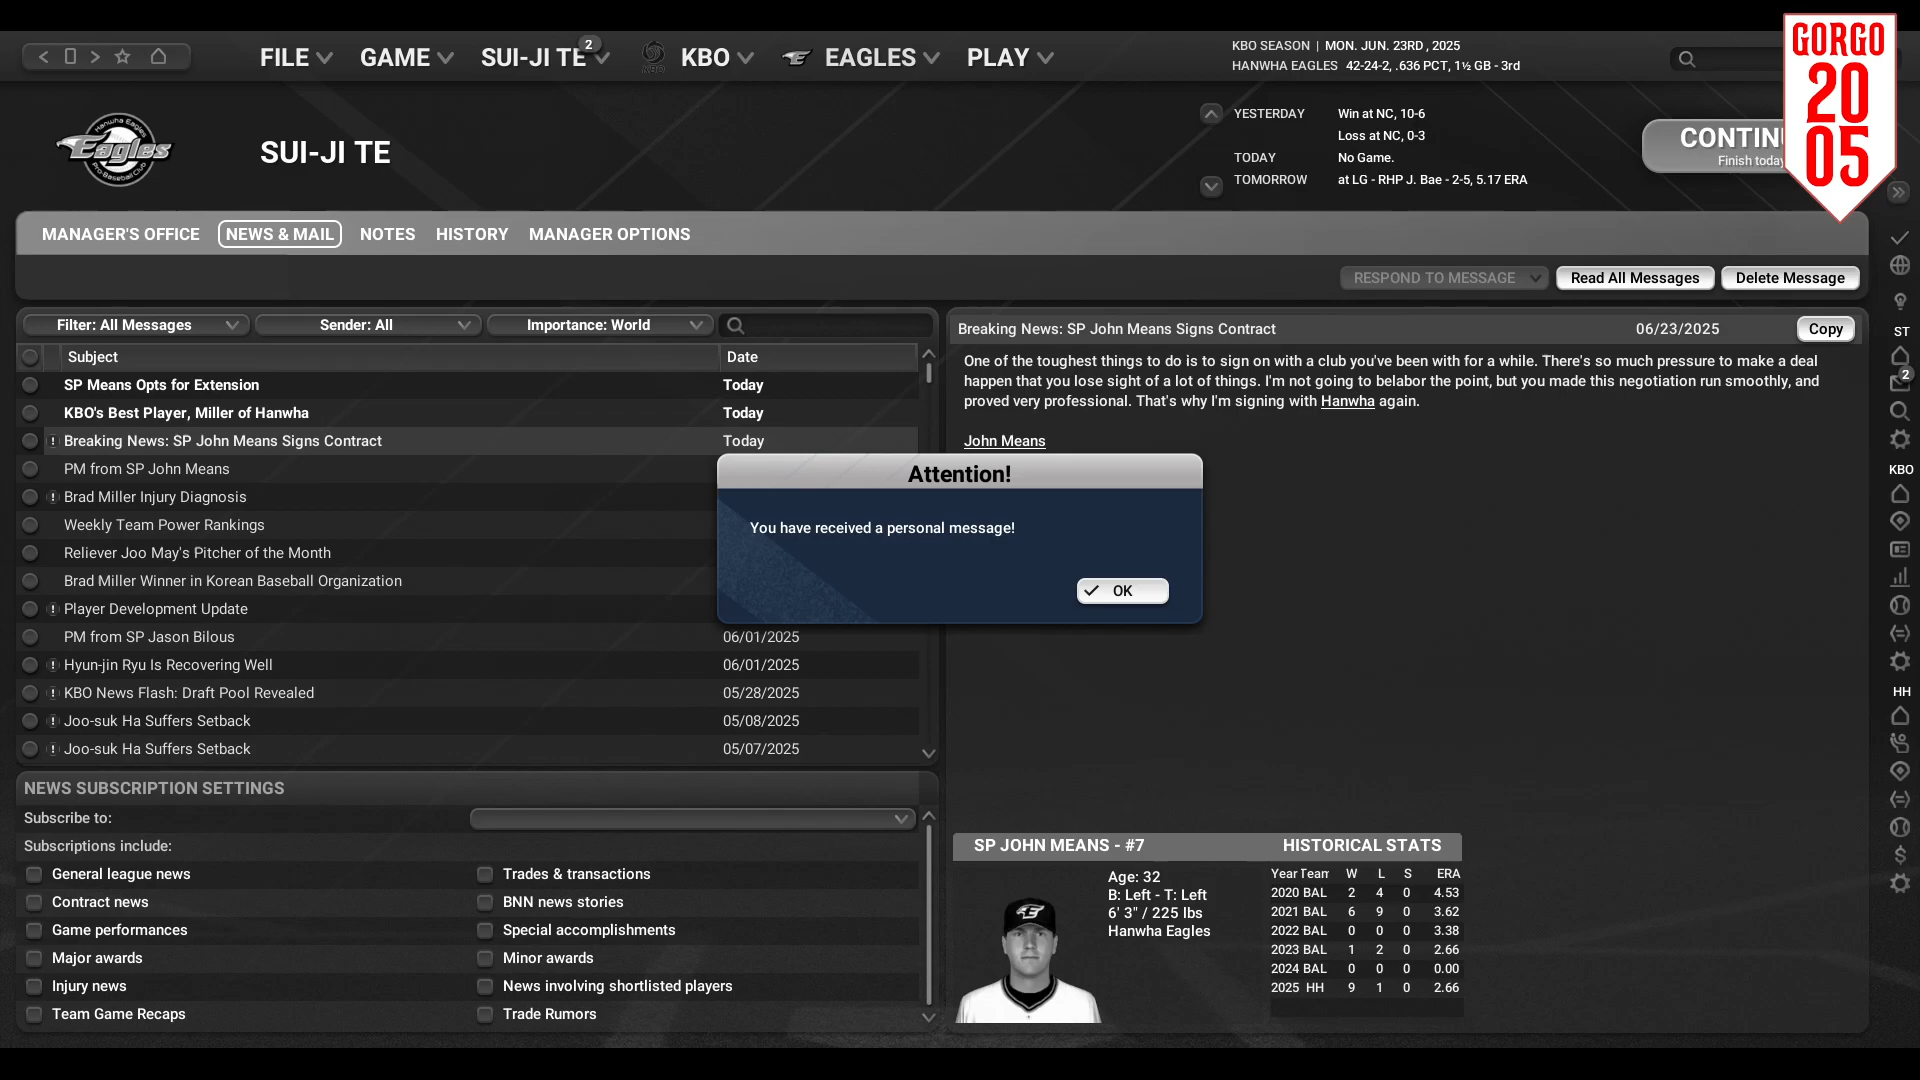 FILE GAME SUI-JI TE 2 KBO EAGLES PLAY
KBO SEASON | MON. JUN. 23RD , 2025
HANWHA EAGLES 42-24-2, .636 PCT, 1½ GB - 3rd
GORGO
20
05
Hanwha Eagles
Eagles
Pro Baseball Club
SUI-JI TE
YESTERDAY Win at NC, 10-6
Loss at NC, 0-3
TODAY No Game.
TOMORROW at LG - RHP J. Bae - 2-5, 5.17 ERA
CONTINU
Finish today
MANAGER'S OFFICE NEWS & MAIL NOTES HISTORY MANAGER OPTIONS
RESPOND TO MESSAGE Read All Messages Delete Message
Filter: All Messages Sender: All Importance: World
Subject Date
SP Means Opts for Extension Today
KBO's Best Player, Miller of Hanwha Today
! Breaking News: SP John Means Signs Contract Today
PM from SP John Means
! Brad Miller Injury Diagnosis
Weekly Team Power Rankings
Reliever Joo May's Pitcher of the Month
Brad Miller Winner in Korean Baseball Organization
! Player Development Update
PM from SP Jason Bilous 06/01/2025
! Hyun-jin Ryu Is Recovering Well 06/01/2025
! KBO News Flash: Draft Pool Revealed 05/28/2025
! Joo-suk Ha Suffers Setback 05/08/2025
! Joo-suk Ha Suffers Setback 05/07/2025
Breaking News: SP John Means Signs Contract 06/23/2025 Copy
One of the toughest things to do is to sign on with a club you've been with for a while. There's so much pressure to make a deal
happen that you lose sight of a lot of things. I'm not going to belabor the point, but you made this negotiation run smoothly, and
proved very professional. That's why I'm signing with Hanwha again.
John Means
Attention!
You have received a personal message!
OK
NEWS SUBSCRIPTION SETTINGS
Subscribe to:
Subscriptions include:
General league news Trades & transactions
Contract news BNN news stories
Game performances Special accomplishments
Major awards Minor awards
Injury news News involving shortlisted players
Team Game Recaps Trade Rumors
SP JOHN MEANS - #7 HISTORICAL STATS
Age: 32
B: Left - T: Left
6' 3" / 225 lbs
Hanwha Eagles
Year Team W L S ERA
2020 BAL 2 4 0 4.53
2021 BAL 6 9 0 3.62
2022 BAL 0 0 0 3.38
2023 BAL 1 2 0 2.66
2024 BAL 0 0 0 0.00
2025 HH 9 1 0 2.66
ST
2
KBO
HH
$